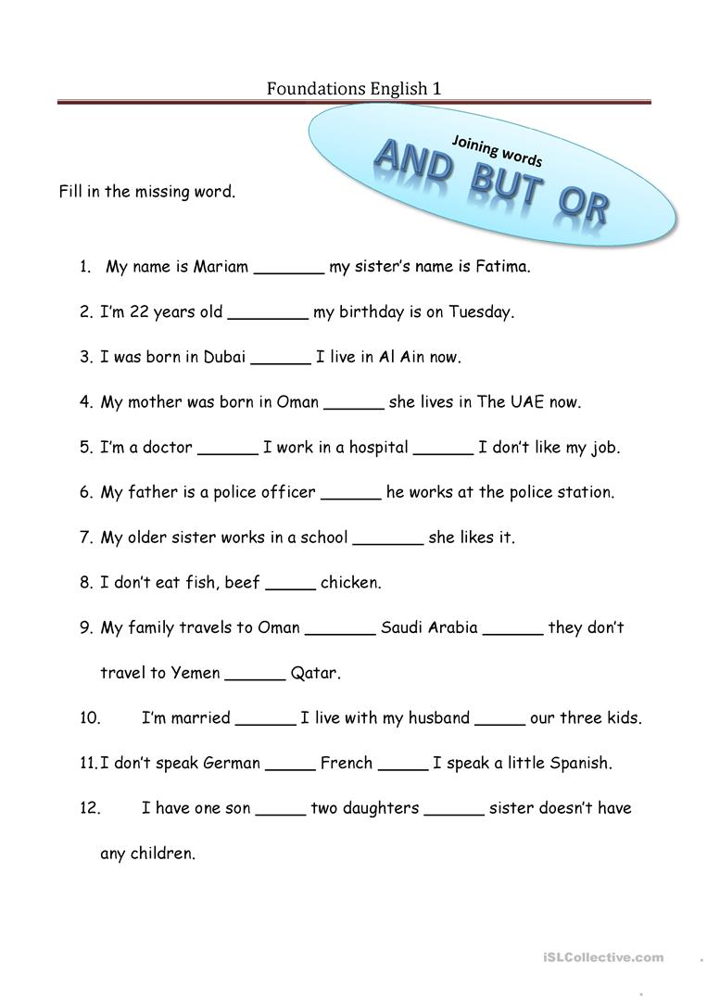 Foundations English 1
Joining words
AND BUT OR
Fill in the missing word.
1. My name is Mariam ________ my sister's name is Fatima.
2. I'm 22 years old ________ my birthday is on Tuesday.
3. I was born in Dubai ______ I live in Al Ain now.
4. My mother was born in Oman ______ she lives in The UAE now.
5. I'm a doctor ______ I work in a hospital ______ I don't like my job.
6. My father is a police officer ______ he works at the police station.
7. My older sister works in a school _______ she likes it.
8. I don't eat fish, beef _____ chicken.
9. My family travels to Oman _______ Saudi Arabia ______ they don't
travel to Yemen ______ Qatar.
10. I'm married ______ I live with my husband _____ our three kids.
11. I don't speak German _____ French _____ I speak a little Spanish.
12. I have one son _____ two daughters ______ sister doesn't have
any children.
iSLCollective.com